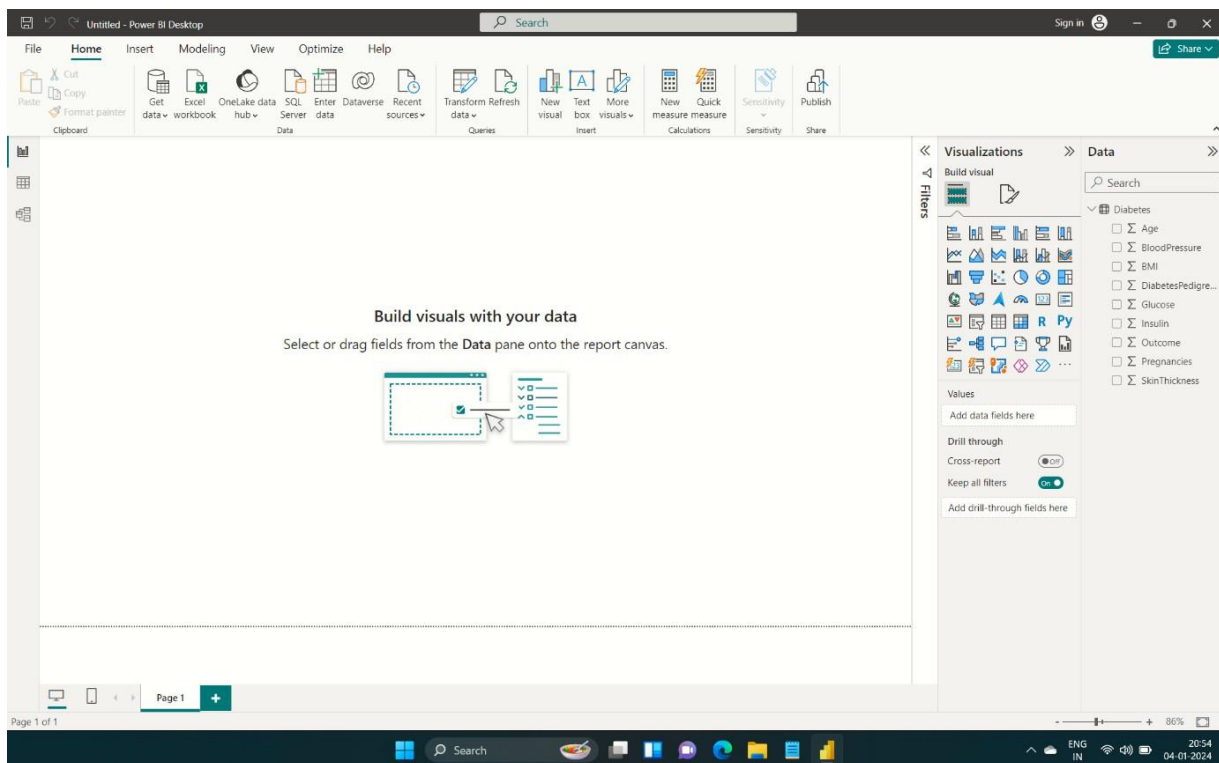 Untitled - Power BI Desktop
Search
Sign in
File Home Insert Modeling View Optimize Help
Share
Paste
Cut
Copy
Format painter
Clipboard
Get data
Excel workbook
OneLake data hub
SQL Server
Enter data
Dataverse
Recent sources
Data
Transform data
Refresh
Queries
New visual
Text box
More visuals
Insert
New measure
Quick measure
Calculations
Sensitivity
Sensitivity
Publish
Share
Build visuals with your data
Select or drag fields from the Data pane onto the report canvas.
Filters
Visualizations
Build visual
R Py
123
Values
Add data fields here
Drill through
Cross-report Off
Keep all filters On
Add drill-through fields here
Data
Search
Diabetes
Age
BloodPressure
BMI
DiabetesPedigre...
Glucose
Insulin
Outcome
Pregnancies
SkinThickness
Page 1
Page 1 of 1
- + 86%
Search
ENG
IN
20:54
04-01-2024